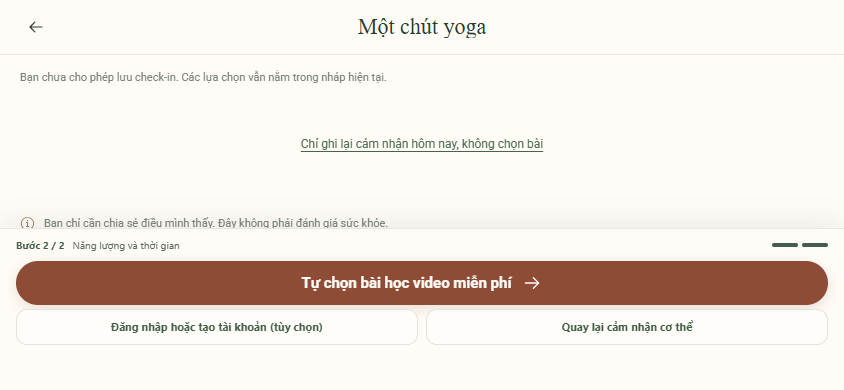 Một chút yoga
Bạn chưa cho phép lưu check-in. Các lựa chọn vẫn nằm trong nháp hiện tại.
Chỉ ghi lại cảm nhận hôm nay, không chọn bài
Bạn chỉ cần chia sẻ điều mình thấy. Đây không phải đánh giá sức khỏe.
Bước 2 / 2 Năng lượng và thời gian
Tự chọn bài học video miễn phí
Đăng nhập hoặc tạo tài khoản (tùy chọn)
Quay lại cảm nhận cơ thể